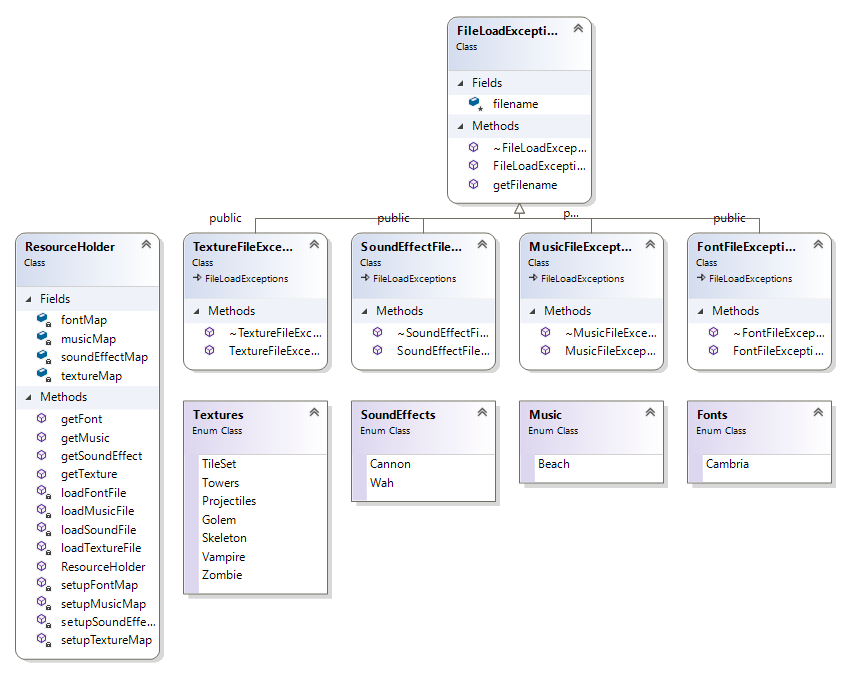 FileLoadExcepti...
Class
Fields
filename
Methods
~FileLoadExcep...
FileLoadExcepti...
getFilename
public
public
p...
public
ResourceHolder
Class
Fields
fontMap
musicMap
soundEffectMap
textureMap
Methods
getFont
getMusic
getSoundEffect
getTexture
loadFontFile
loadMusicFile
loadSoundFile
loadTextureFile
ResourceHolder
setupFontMap
setupMusicMap
setupSoundEffe...
setupTextureMap
TextureFileExce...
Class
FileLoadExceptions
Methods
~TextureFileExc...
TextureFileExce...
SoundEffectFile...
Class
FileLoadExceptions
Methods
~SoundEffectFi...
SoundEffectFile...
MusicFileExcept...
Class
FileLoadExceptions
Methods
~MusicFileExce...
MusicFileExcep...
FontFileExcepti...
Class
FileLoadExceptions
Methods
~FontFileExcep...
FontFileExcepti...
Textures
Enum Class
TileSet
Towers
Projectiles
Golem
Skeleton
Vampire
Zombie
SoundEffects
Enum Class
Cannon
Wah
Music
Enum Class
Beach
Fonts
Enum Class
Cambria